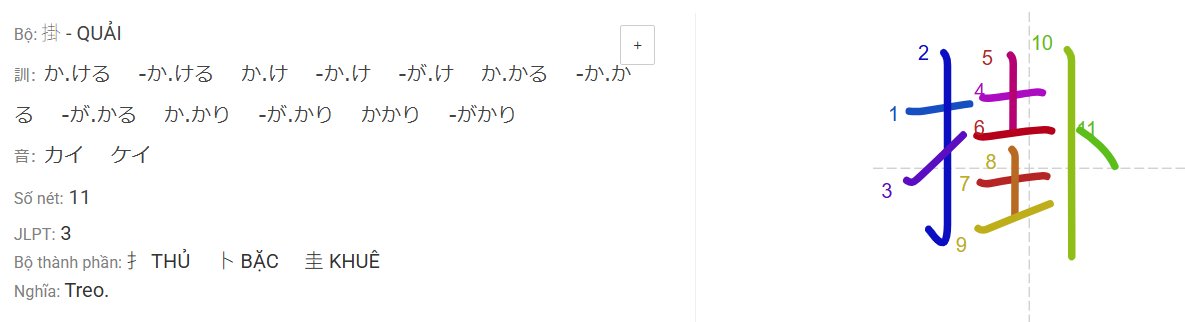 Bộ: 掛 - QUẢI
+
訓: か.ける -か.ける か.け -か.け -が.け か.かる -か.か
る -が.かる か.かり -が.かり かかり -がかり
音: カイ ケイ
Số nét: 11
JLPT: 3
Bộ thành phần: 扌 THỦ 卜 BẶC 圭 KHUÊ
Nghĩa: Treo.
1
2
3
4
5
6
7
8
9
10
11